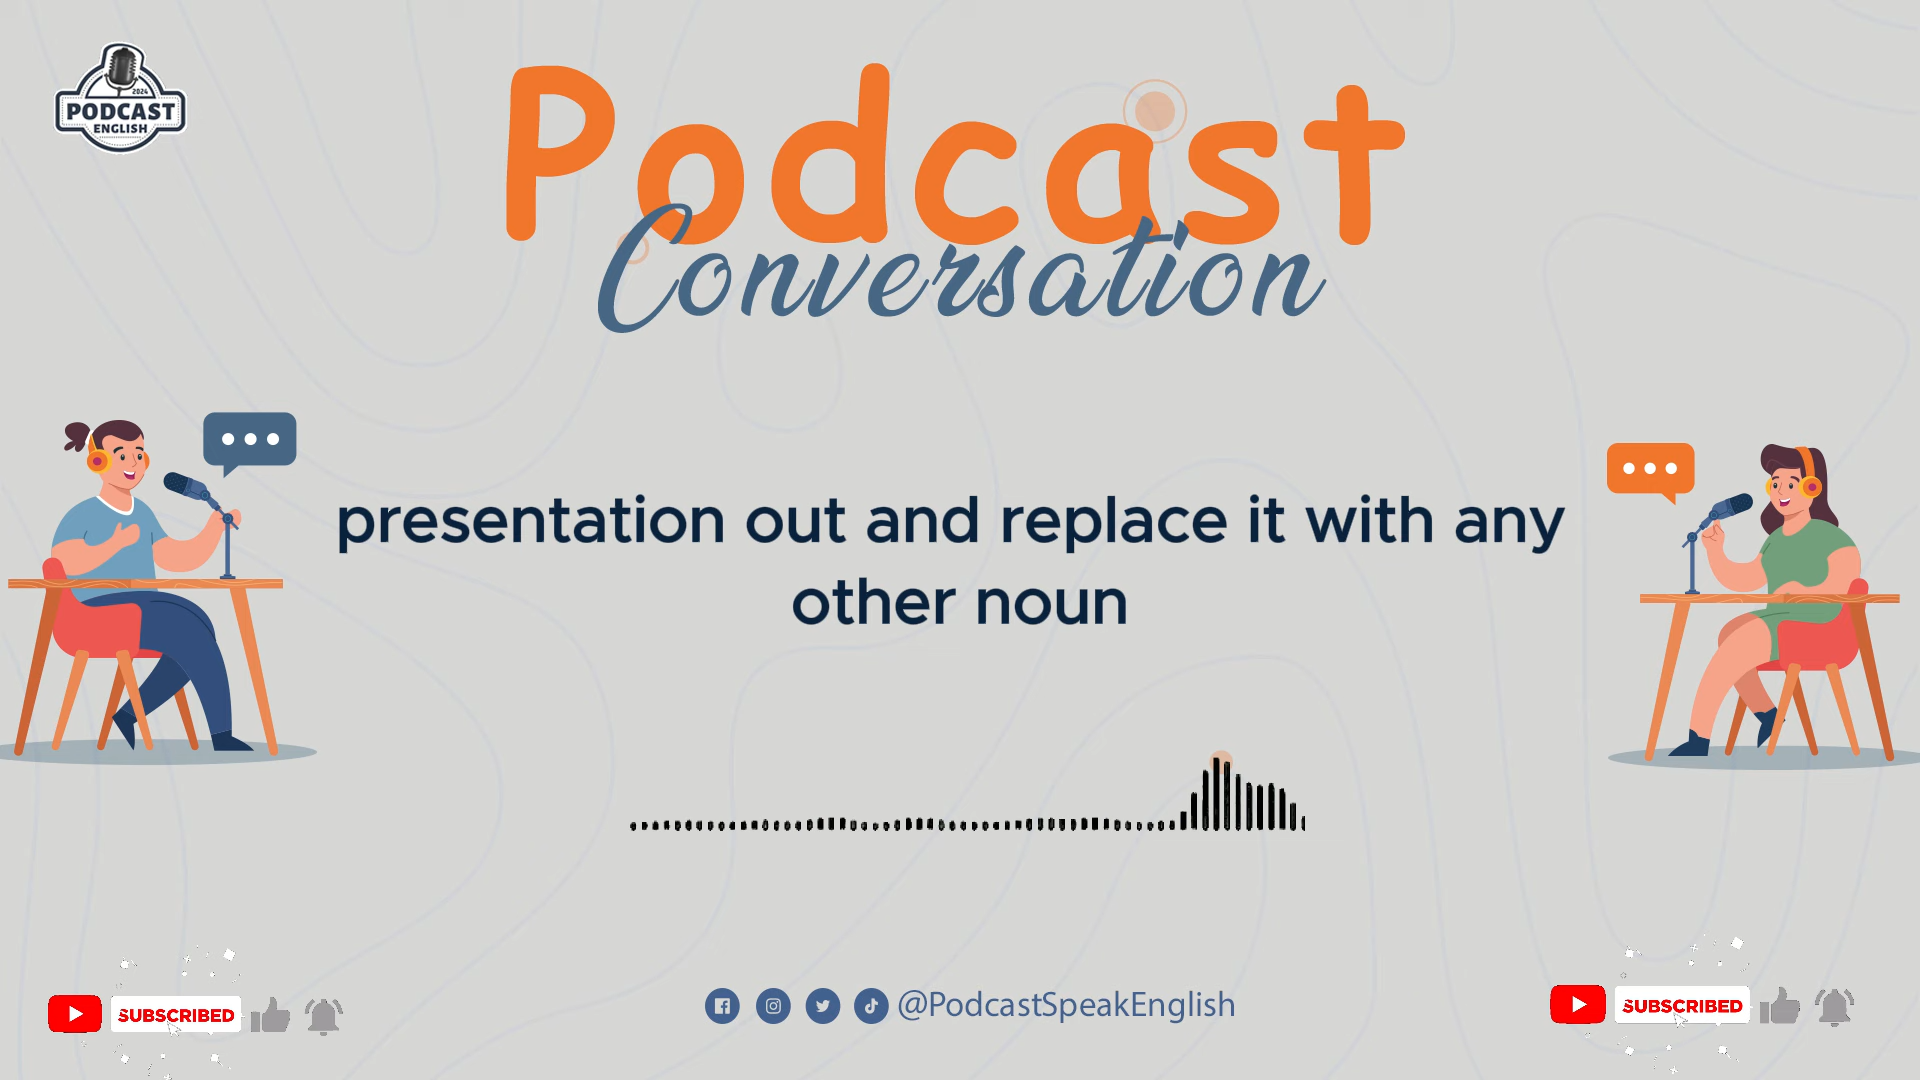 2024
PODCAST
ENGLISH
Podcast
Conversation
presentation out and replace it with any
other noun
SUBSCRIBED
@PodcastSpeakEnglish
SUBSCRIBED